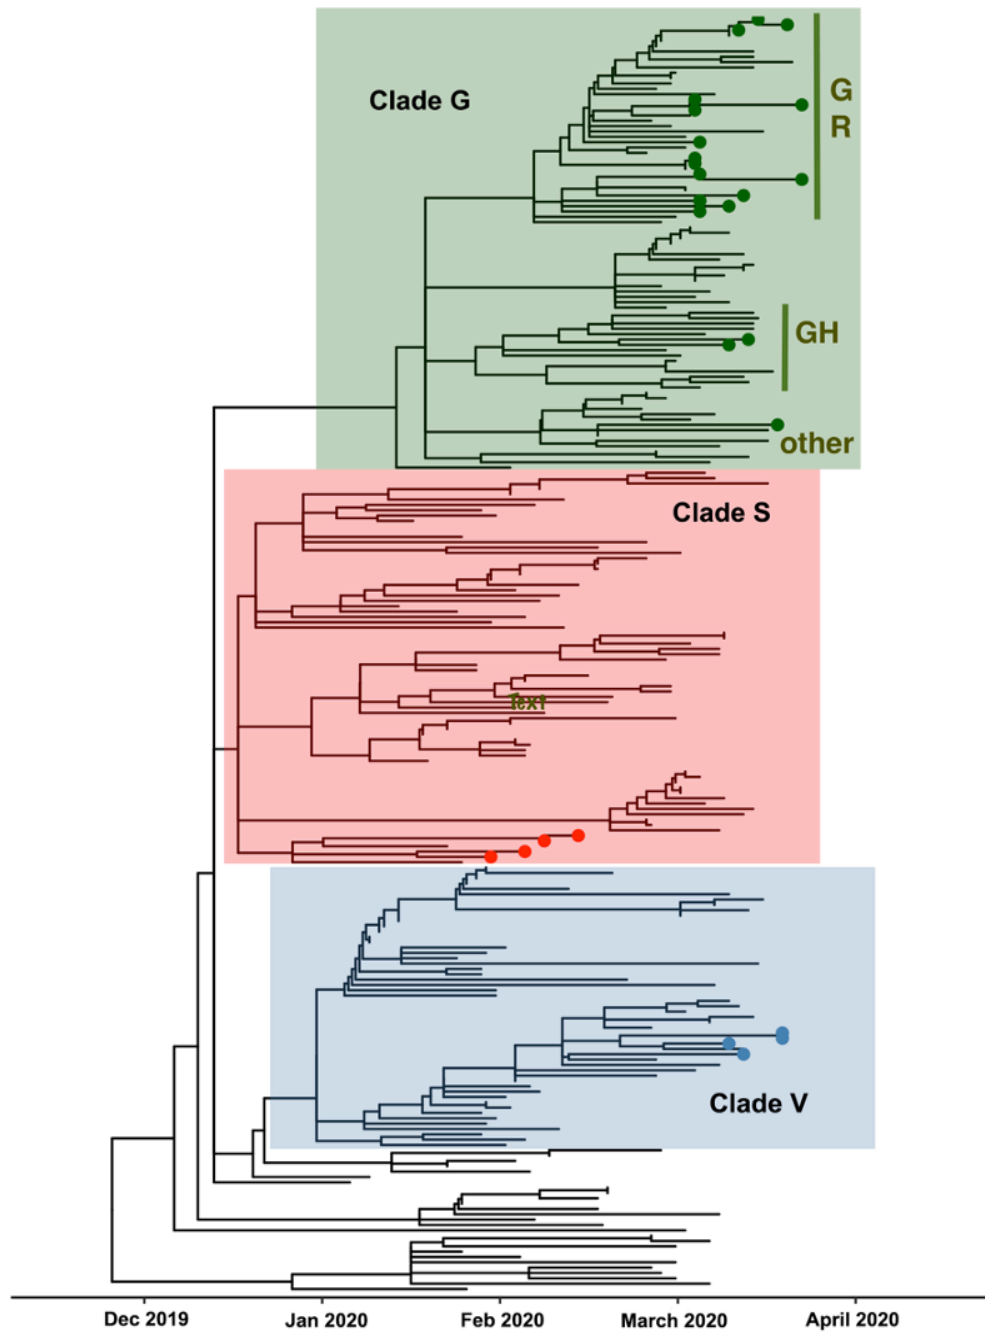 Clade G
G
R
GH
other
Clade S
Text
Clade V
Dec 2019
Jan 2020
Feb 2020
March 2020
April 2020